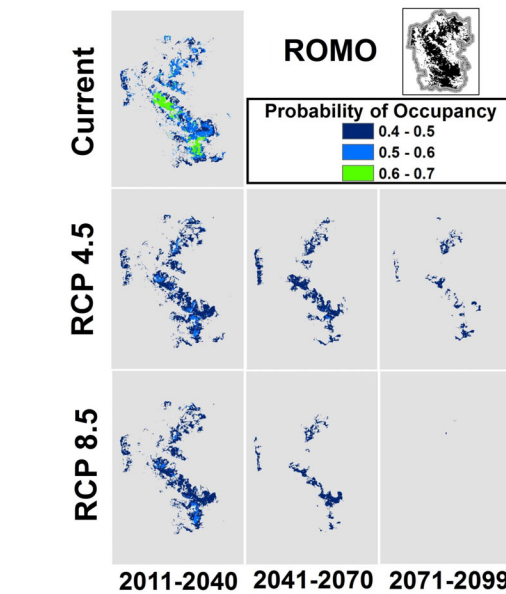 Current
ROMO
Probability of Occupancy
0.4 - 0.5
0.5 - 0.6
0.6 - 0.7
RCP 4.5
RCP 8.5
2011-2040
2041-2070
2071-2099